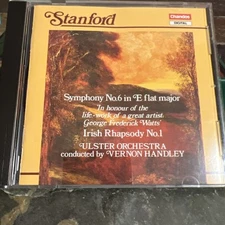 Stanford
Chandos
DIGITAL
Symphony No.6 in E flat major
'In honour of the
life-work of a great artist:
George Frederick Watts'
Irish Rhapsody No.1
ULSTER ORCHESTRA
conducted by VERNON HANDLEY